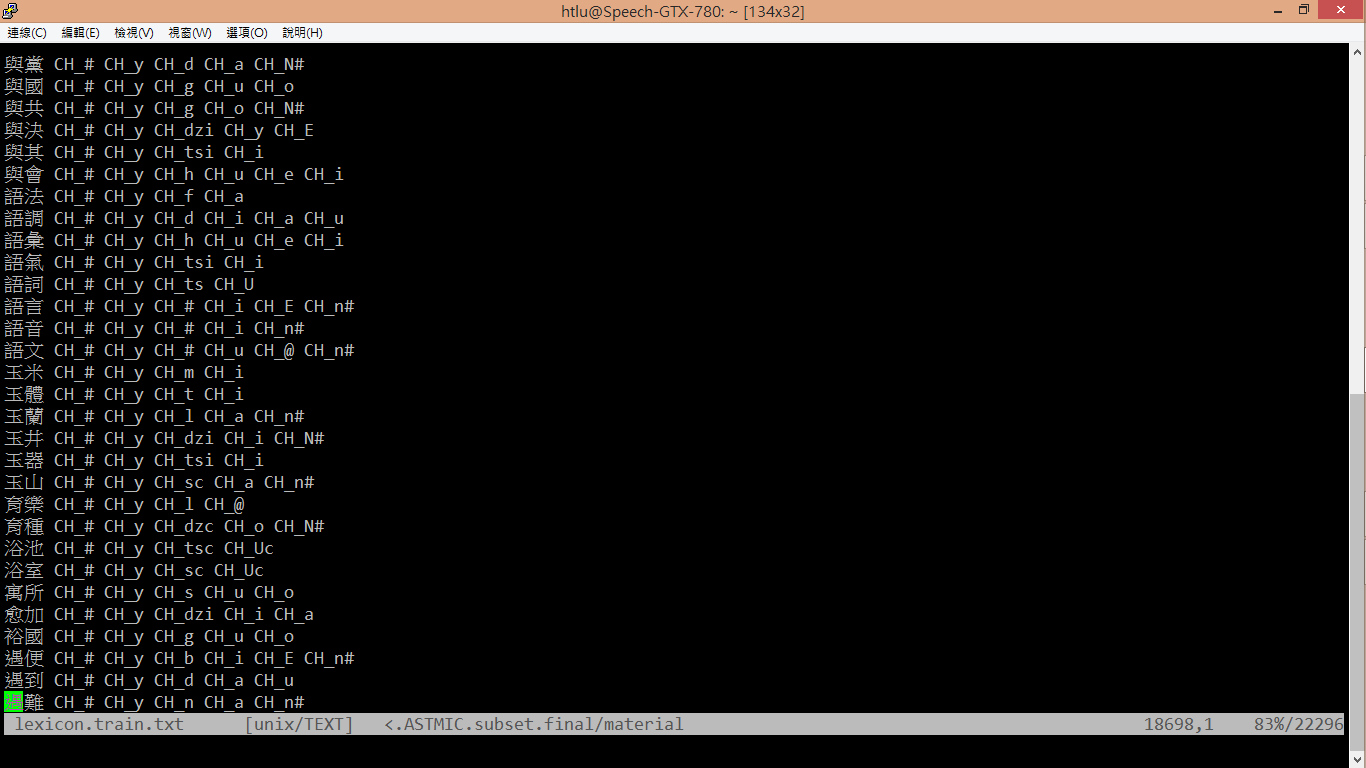 htlu@Speech-GTX-780: ~ [134x32]
連線(C) 編輯(E) 檢視(V) 視窗(W) 選項(O) 說明(H)
與黨 CH_# CH_y CH_d CH_a CH_N#
與國 CH_# CH_y CH_g CH_u CH_o
與共 CH_# CH_y CH_g CH_o CH_N#
與決 CH_# CH_y CH_dzi CH_y CH_E
與其 CH_# CH_y CH_tsi CH_i
與會 CH_# CH_y CH_h CH_u CH_e CH_i
語法 CH_# CH_y CH_f CH_a
語調 CH_# CH_y CH_d CH_i CH_a CH_u
語彙 CH_# CH_y CH_h CH_u CH_e CH_i
語氣 CH_# CH_y CH_tsi CH_i
語詞 CH_# CH_y CH_ts CH_U
語言 CH_# CH_y CH_# CH_i CH_E CH_n#
語音 CH_# CH_y CH_# CH_i CH_n#
語文 CH_# CH_y CH_# CH_u CH_@ CH_n#
玉米 CH_# CH_y CH_m CH_i
玉體 CH_# CH_y CH_t CH_i
玉蘭 CH_# CH_y CH_l CH_a CH_n#
玉井 CH_# CH_y CH_dzi CH_i CH_N#
玉器 CH_# CH_y CH_tsi CH_i
玉山 CH_# CH_y CH_sc CH_a CH_n#
育樂 CH_# CH_y CH_l CH_@
育種 CH_# CH_y CH_dzc CH_o CH_N#
浴池 CH_# CH_y CH_tsc CH_Uc
浴室 CH_# CH_y CH_sc CH_Uc
寓所 CH_# CH_y CH_s CH_u CH_o
愈加 CH_# CH_y CH_dzi CH_i CH_a
裕國 CH_# CH_y CH_g CH_u CH_o
遇便 CH_# CH_y CH_b CH_i CH_E CH_n#
遇到 CH_# CH_y CH_d CH_a CH_u
遇難 CH_# CH_y CH_n CH_a CH_n#
lexicon.train.txt [unix/TEXT] <.ASTMIC.subset.final/material 18698,1 83%/22296